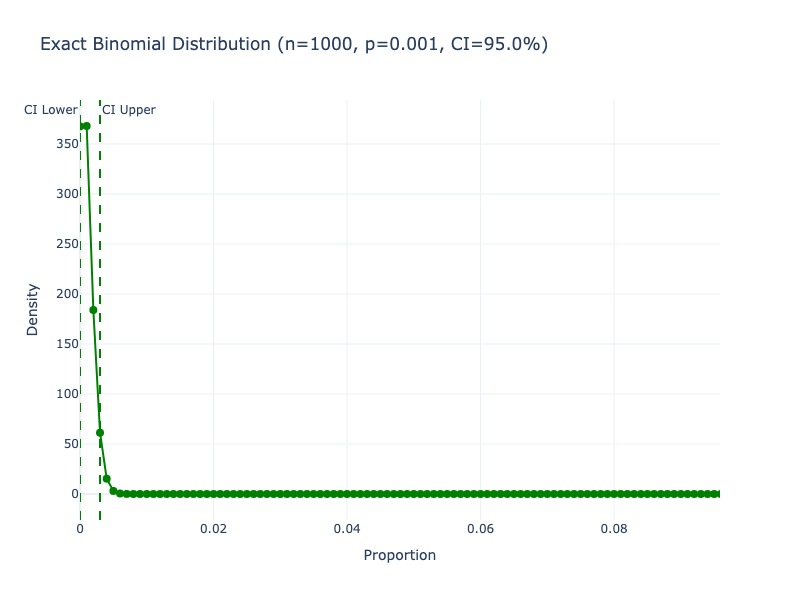 Exact Binomial Distribution (n=1000, p=0.001, CI=95.0%)
CI Lower
CI Upper
350
300
250
200
150
100
50
0
Density
0
0.02
0.04
0.06
0.08
Proportion